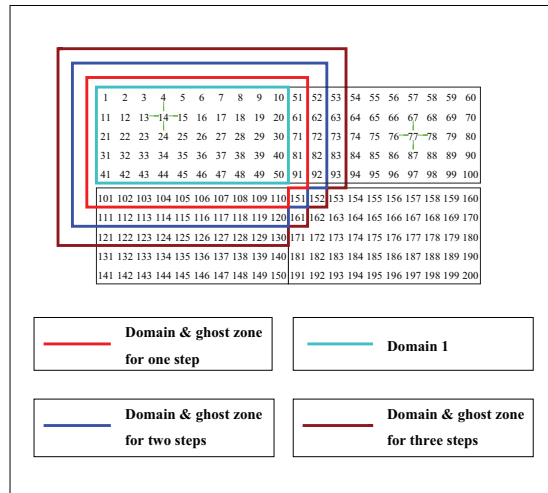 1 2 3 4 5 6 7 8 9 10 51 52 53 54 55 56 57 58 59 60
11 12 13 14 15 16 17 18 19 20 61 62 63 64 65 66 67 68 69 70
21 22 23 24 25 26 27 28 29 30 71 72 73 74 75 76 77 78 79 80
31 32 33 34 35 36 37 38 39 40 81 82 83 84 85 86 87 88 89 90
41 42 43 44 45 46 47 48 49 50 91 92 93 94 95 96 97 98 99 100
101 102 103 104 105 106 107 108 109 110 151 152 153 154 155 156 157 158 159 160
111 112 113 114 115 116 117 118 119 120 161 162 163 164 165 166 167 168 169 170
121 122 123 124 125 126 127 128 129 130 171 172 173 174 175 176 177 178 179 180
131 132 133 134 135 136 137 138 139 140 181 182 183 184 185 186 187 188 189 190
141 142 143 144 145 146 147 148 149 150 191 192 193 194 195 196 197 198 199 200
Domain & ghost zone
for one step
Domain 1
Domain & ghost zone
for two steps
Domain & ghost zone
for three steps